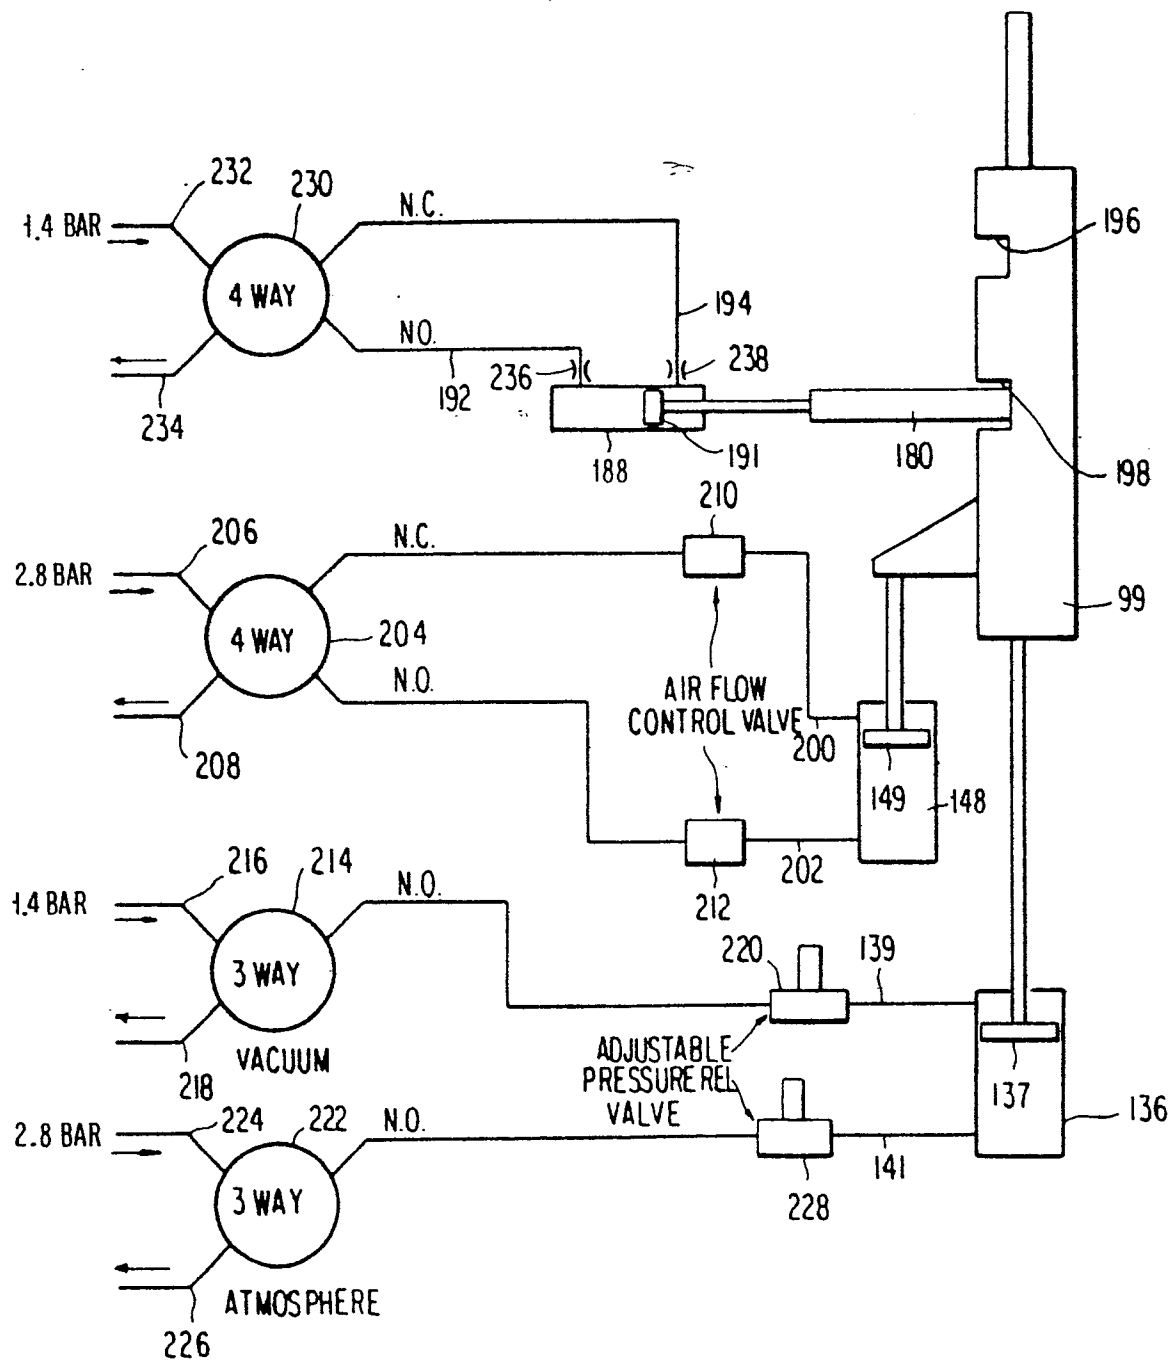 232
230
N.C.
1.4 BAR
196
4 WAY
194
N.O.
236
238
192
234
188
191
180
198
210
206
N.C.
2.8 BAR
99
4 WAY
204
N.O.
AIR FLOW
CONTROL VALVE
200
208
149
148
202
216
214
212
N.O.
1.4 BAR
220
139
3 WAY
ADJUSTABLE
PRESSURE REL
VALVE
VACUUM
218
137
136
224
222
N.O.
2.8 BAR
141
3 WAY
228
ATMOSPHERE
226